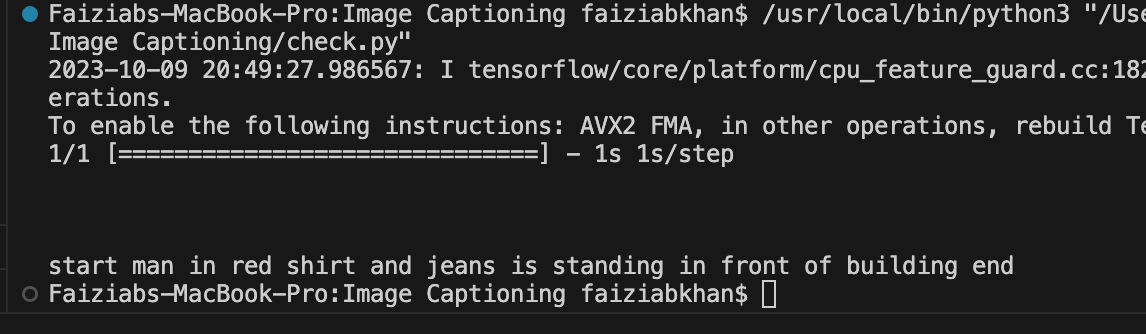 Faiziabs-MacBook-Pro:Image Captioning faiziabkhan$ /usr/local/bin/python3 "/Use
Image Captioning/check.py"
2023-10-09 20:49:27.986567: I tensorflow/core/platform/cpu_feature_guard.cc:182
erations.
To enable the following instructions: AVX2 FMA, in other operations, rebuild Te
1/1 [==============================] - 1s 1s/step
start man in red shirt and jeans is standing in front of building end
Faiziabs-MacBook-Pro:Image Captioning faiziabkhan$